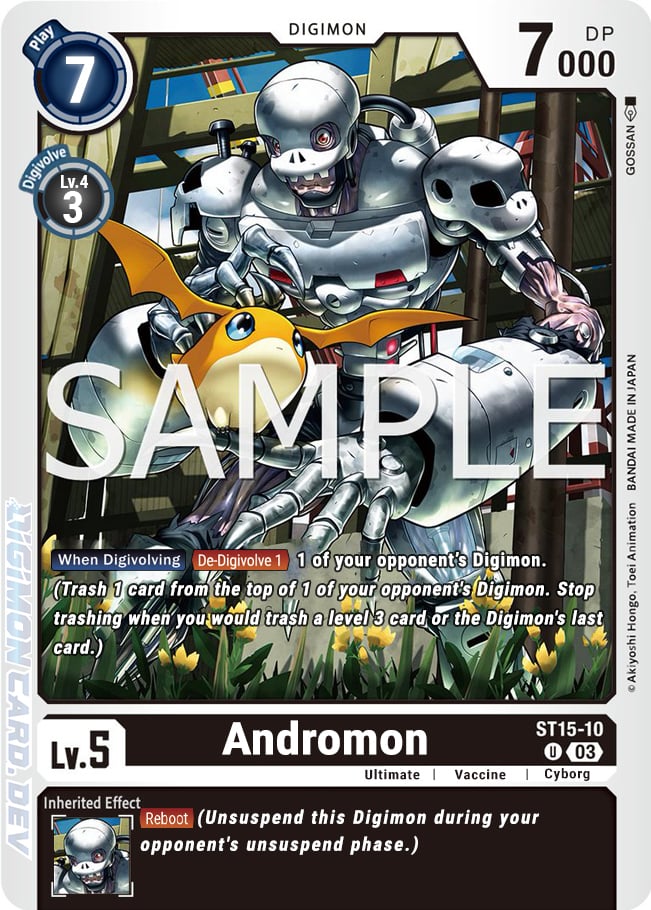 Play
7
DIGIMON
7000
DP
Digivolve
Lv.4
3
GOSSAN
SAMPLE
BANDAI MADE IN JAPAN
© Akiyoshi Hongo, Toei Animation
When Digivolving De-Digivolve 1 1 of your opponent's Digimon.
(Trash 1 card from the top of 1 of your opponent's Digimon. Stop
trashing when you would trash a level 3 card or the Digimon's last
card.)
DIGIMONCARD.DEV
Lv.5
Andromon
ST15-10
U 03
Ultimate | Vaccine | Cyborg
Inherited Effect
Reboot (Unsuspend this Digimon during your
opponent's unsuspend phase.)